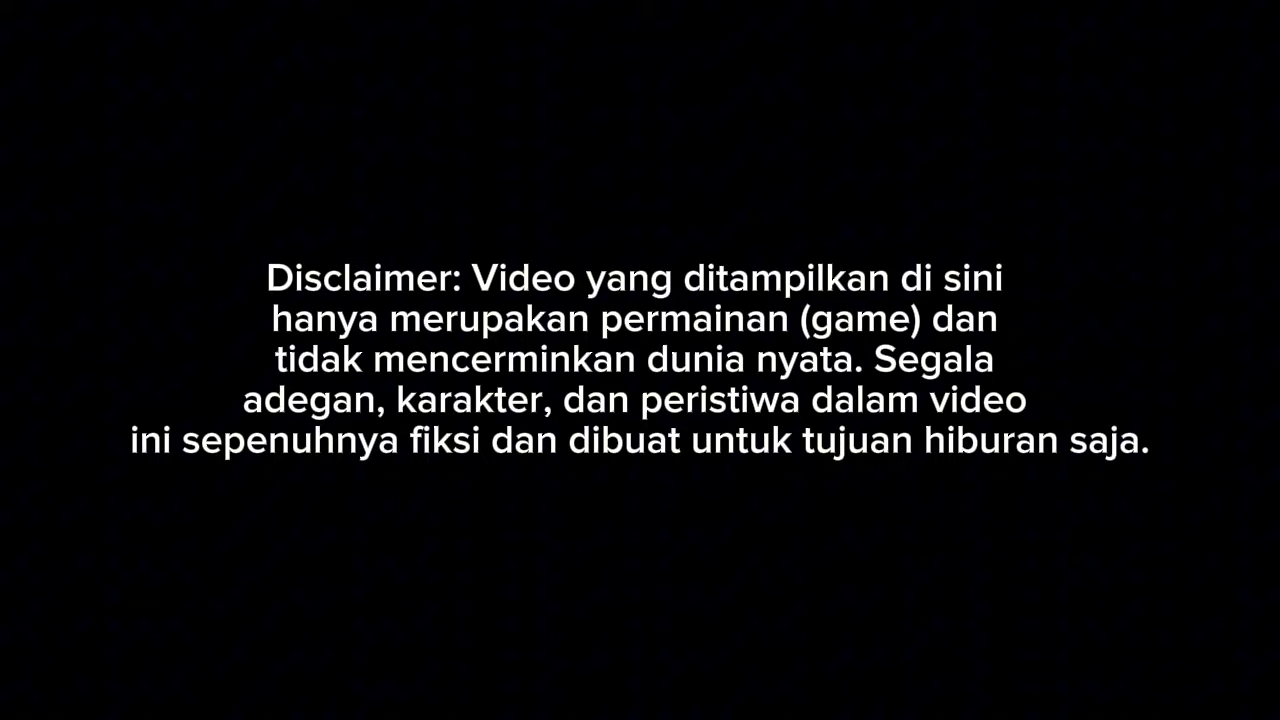 Disclaimer: Video yang ditampilkan di sini
hanya merupakan permainan (game) dan
tidak mencerminkan dunia nyata. Segala
adegan, karakter, dan peristiwa dalam video
ini sepenuhnya fiksi dan dibuat untuk tujuan hiburan saja.